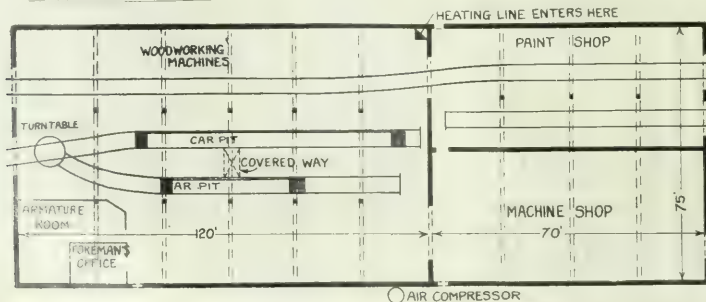 HEATING LINE ENTERS HERE
WOODWORKING
MACHINES
PAINT SHOP
TURNTABLE
CAR PIT
COVERED WAY
AR PIT
ARMATURE
ROOM
FOREMAN'S
OFFICE
120'
MACHINE SHOP
70'
75'
AIR COMPRESSOR